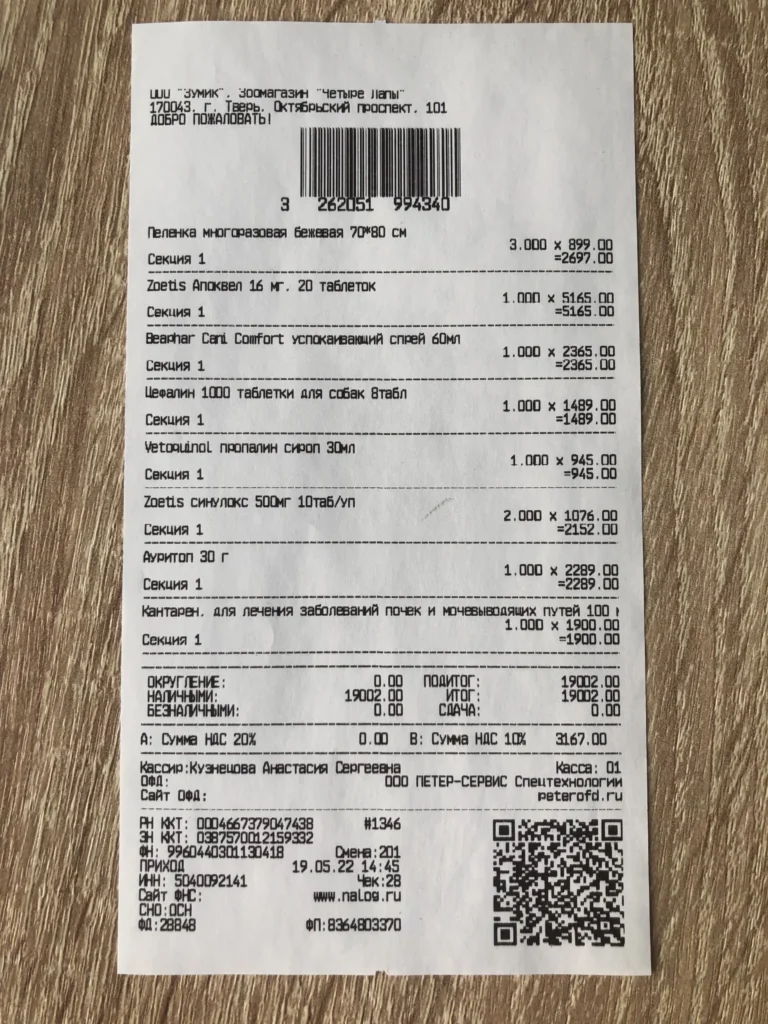 ООО "Зумик", Зоомагазин "Четыре Лапы"
170043, г. Тверь, Октябрьский проспект, 101
ДОБРО ПОЖАЛОВАТЬ!
3 262051 994340
Пеленка многоразовая бежевая 70*80 см
3.000 x 899.00
Секция 1 =2697.00
Zoetis Апоквел 16 мг, 20 таблеток
1.000 x 5165.00
Секция 1 =5165.00
Beaphar Cani Comfort успокаивающий спрей 60мл
1.000 x 2365.00
Секция 1 =2365.00
Цефалин 1000 таблетки для собак 8табл
1.000 x 1489.00
Секция 1 =1489.00
Vetoquinol пропалин сироп 30мл
1.000 x 945.00
Секция 1 =945.00
Zoetis синулокс 500мг 10таб/уп
2.000 x 1076.00
Секция 1 =2152.00
Ауритоп 30 г
1.000 x 2289.00
Секция 1 =2289.00
Кантарен, для лечения заболеваний почек и мочевыводящих путей 100
1.000 x 1900.00
Секция 1 =1900.00
ОКРУГЛЕНИЕ: 0.00 ПОДИТОГ: 19002.00
НАЛИЧНЫМИ: 19002.00 ИТОГ: 19002.00
БЕЗНАЛИЧНЫМИ: 0.00 СДАЧА: 0.00
А: Сумма НДС 20% 0.00 В: Сумма НДС 10% 3167.00
Кассир:Кузнецова Анастасия Сергеевна Касса: 01
ОФД: ООО ПЕТЕР-СЕРВИС Спецтехнологии
Сайт ОФД: peterofd.ru
РН ККТ: 0004667379047438 #1346
ЗН ККТ: 0387570012159332
ФН: 9960440301130418 Смена:201
ПРИХОД 19.05.22 14:45
ИНН: 5040092141 Чек:28
Сайт ФНС: www.nalog.ru
СНО:ОСН
ФД:28848 ФП:8364803370